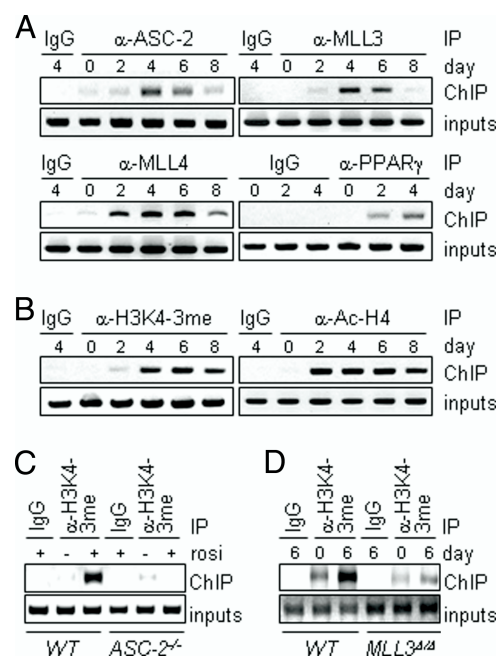 A
IgG α-ASC-2 IgG α-MLL3 IP
4 0 2 4 6 8 4 0 2 4 6 8 day
ChIP
inputs
IgG α-MLL4 IgG α-PPARγ IP
4 0 2 4 6 8 0 2 4 0 2 4 day
ChIP
inputs
B
IgG α-H3K4-3me IgG α-Ac-H4 IP
4 0 2 4 6 8 4 0 2 4 6 8 day
ChIP
inputs
C
IgG α-H3K4-3me IgG α-H3K4-3me IP
+ - + + - + rosi
ChIP
inputs
WT ASC-2-/-
D
IgG α-H3K4-3me IgG α-H3K4-3me IP
6 0 6 6 0 6 day
ChIP
inputs
WT MLL3Δ/Δ